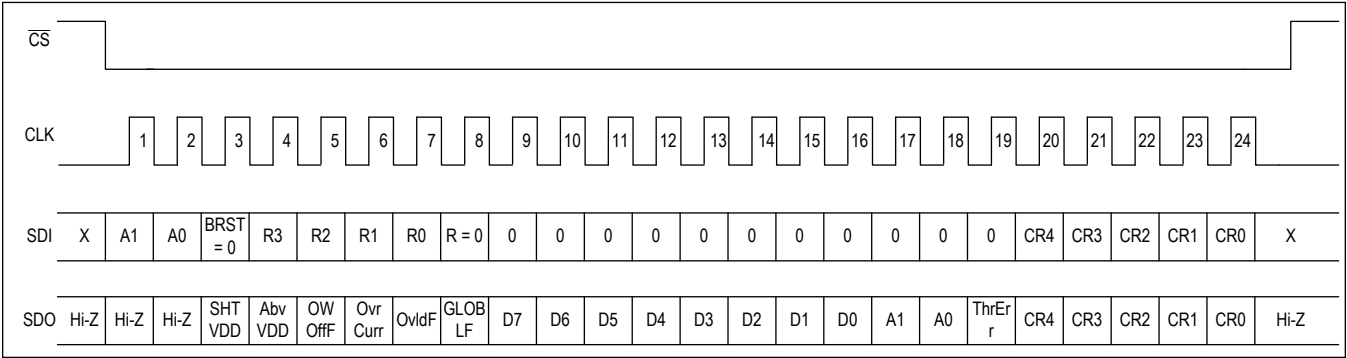 CS
CLK 1 2 3 4 5 6 7 8 9 10 11 12 13 14 15 16 17 18 19 20 21 22 23 24
SDI X A1 A0 BRST = 0 R3 R2 R1 R0 R = 0 0 0 0 0 0 0 0 0 0 0 0 CR4 CR3 CR2 CR1 CR0 X
SDO Hi-Z Hi-Z Hi-Z SHT VDD Abv VDD OW OffF Ovr Curr OvldF GLOB LF D7 D6 D5 D4 D3 D2 D1 D0 A1 A0 ThrEr r CR4 CR3 CR2 CR1 CR0 Hi-Z